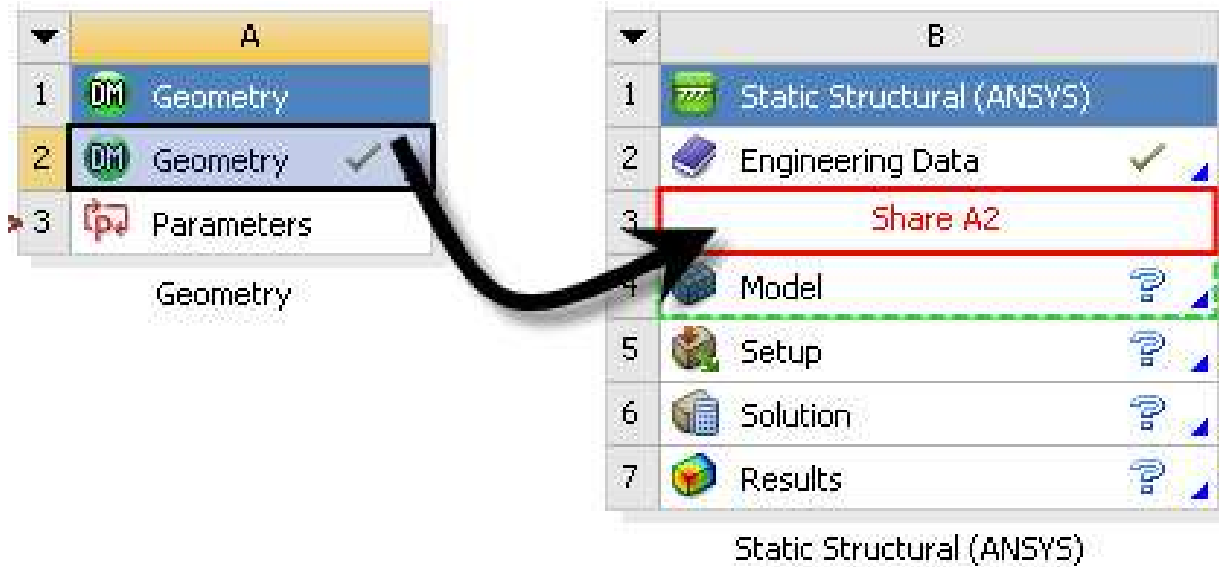 A
1 DM Geometry
2 DM Geometry
3 p Parameters
Geometry
B
1 Static Structural (ANSYS)
2 Engineering Data
3 Share A2
4 Model ?
5 Setup ?
6 Solution ?
7 Results ?
Static Structural (ANSYS)